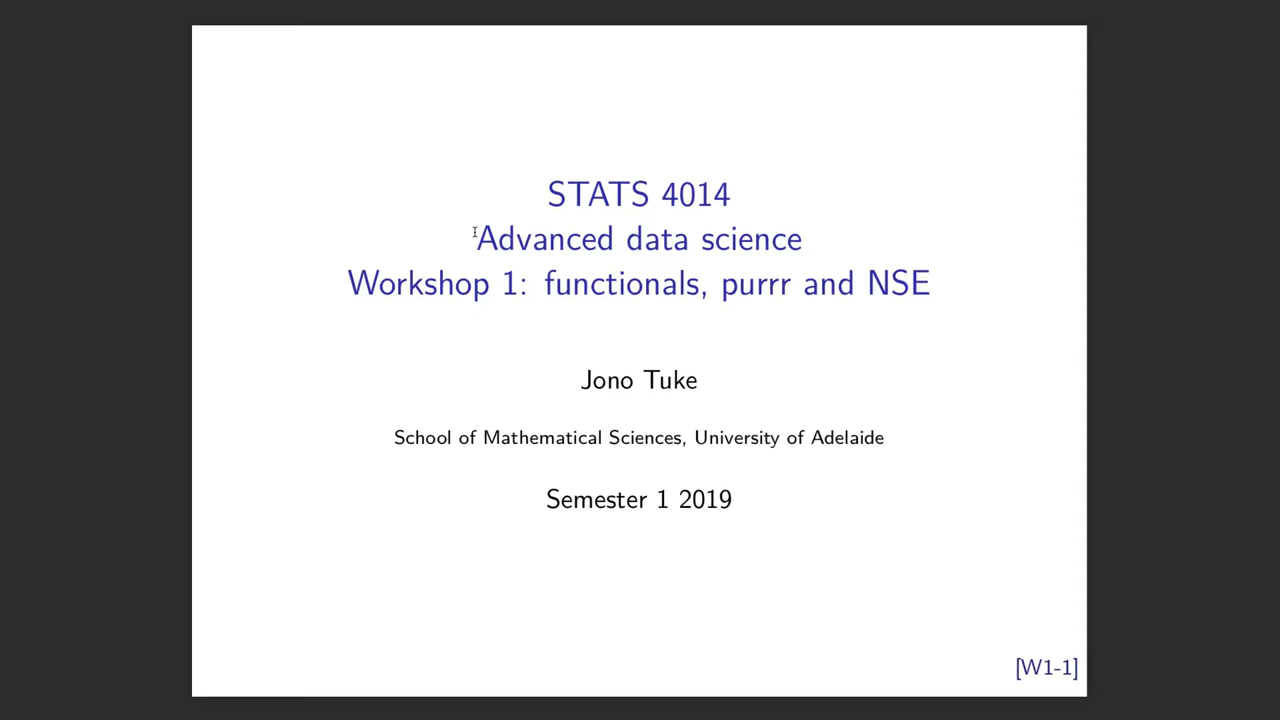 STATS 4014
Advanced data science
Workshop 1: functionals, purrr and NSE
Jono Tuke
School of Mathematical Sciences, University of Adelaide
Semester 1 2019
[W1-1]